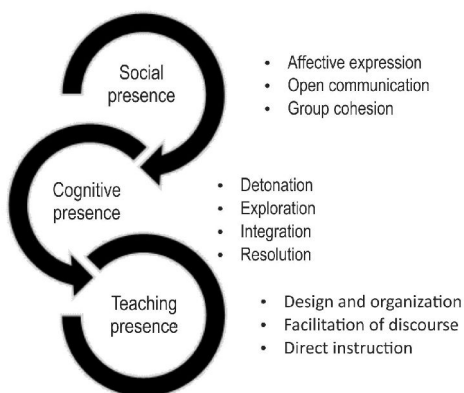 Social
presence
• Affective expression
• Open communication
• Group cohesion
Cognitive
presence
• Detonation
• Exploration
• Integration
• Resolution
Teaching
presence
• Design and organization
• Facilitation of discourse
• Direct instruction